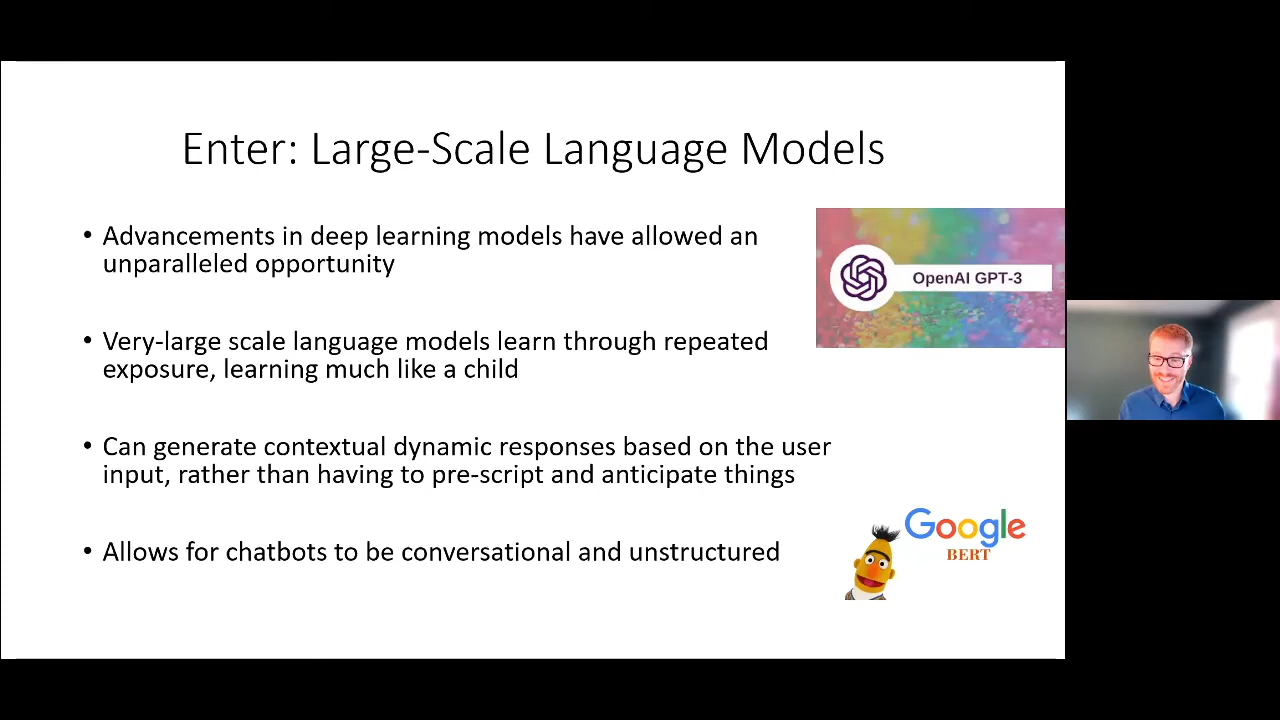 Enter: Large-Scale Language Models
• Advancements in deep learning models have allowed an
unparalleled opportunity
OpenAI GPT-3
• Very-large scale language models learn through repeated
exposure, learning much like a child
• Can generate contextual dynamic responses based on the user
input, rather than having to pre-script and anticipate things
Google
BERT
• Allows for chatbots to be conversational and unstructured